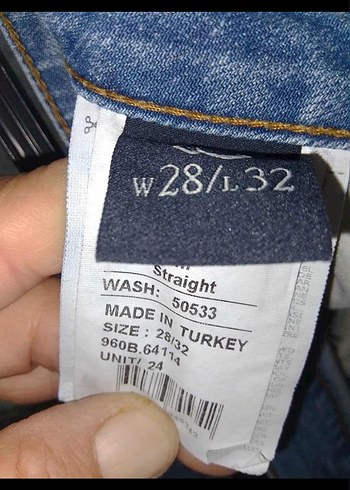 W28/L32
Straight
WASH: 50533
MADE IN TURKEY
SIZE : 28/32
960B.64114
UNIT/ 24